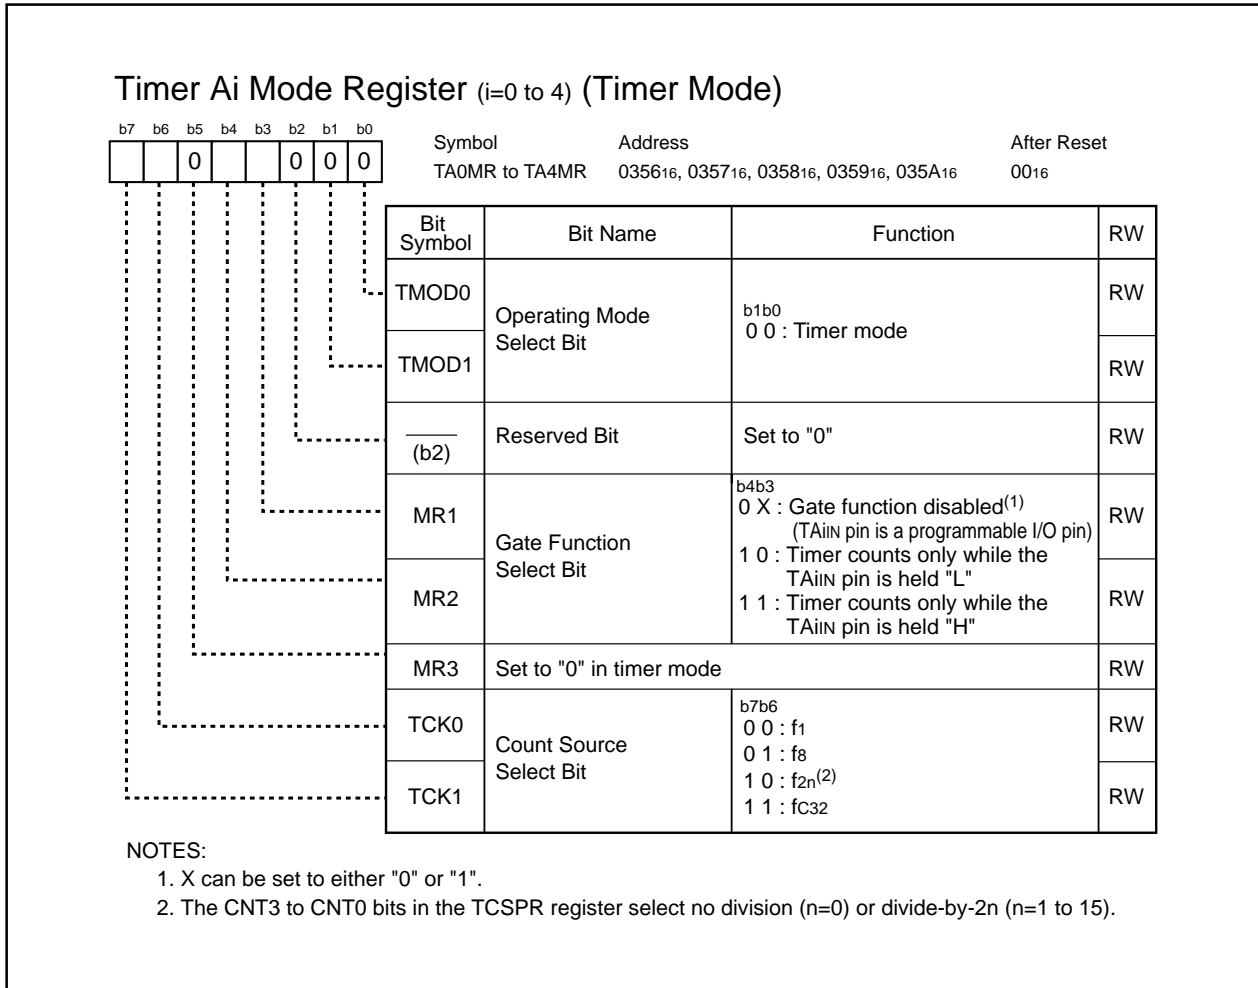 Timer Ai Mode Register (i=0 to 4) (Timer Mode)
b7 b6 b5 b4 b3 b2 b1 b0
0 0 0 0
Symbol Address After Reset
TA0MR to TA4MR 035616, 035716, 035816, 035916, 035A16 0016
Bit Symbol Bit Name Function RW
TMOD0 RW
Operating Mode Select Bit
b1b0
0 0 : Timer mode
TMOD1 RW
(b2) Reserved Bit Set to "0" RW
MR1 RW
Gate Function Select Bit
b4b3
0 X : Gate function disabled(1)
(TAiIN pin is a programmable I/O pin)
1 0 : Timer counts only while the
TAiIN pin is held "L"
1 1 : Timer counts only while the
TAiIN pin is held "H"
MR2 RW
MR3 Set to "0" in timer mode RW
TCK0 RW
Count Source Select Bit
b7b6
0 0 : f1
0 1 : f8
1 0 : f2n(2)
1 1 : fC32
TCK1 RW
NOTES:
1. X can be set to either "0" or "1".
2. The CNT3 to CNT0 bits in the TCSPR register select no division (n=0) or divide-by-2n (n=1 to 15).